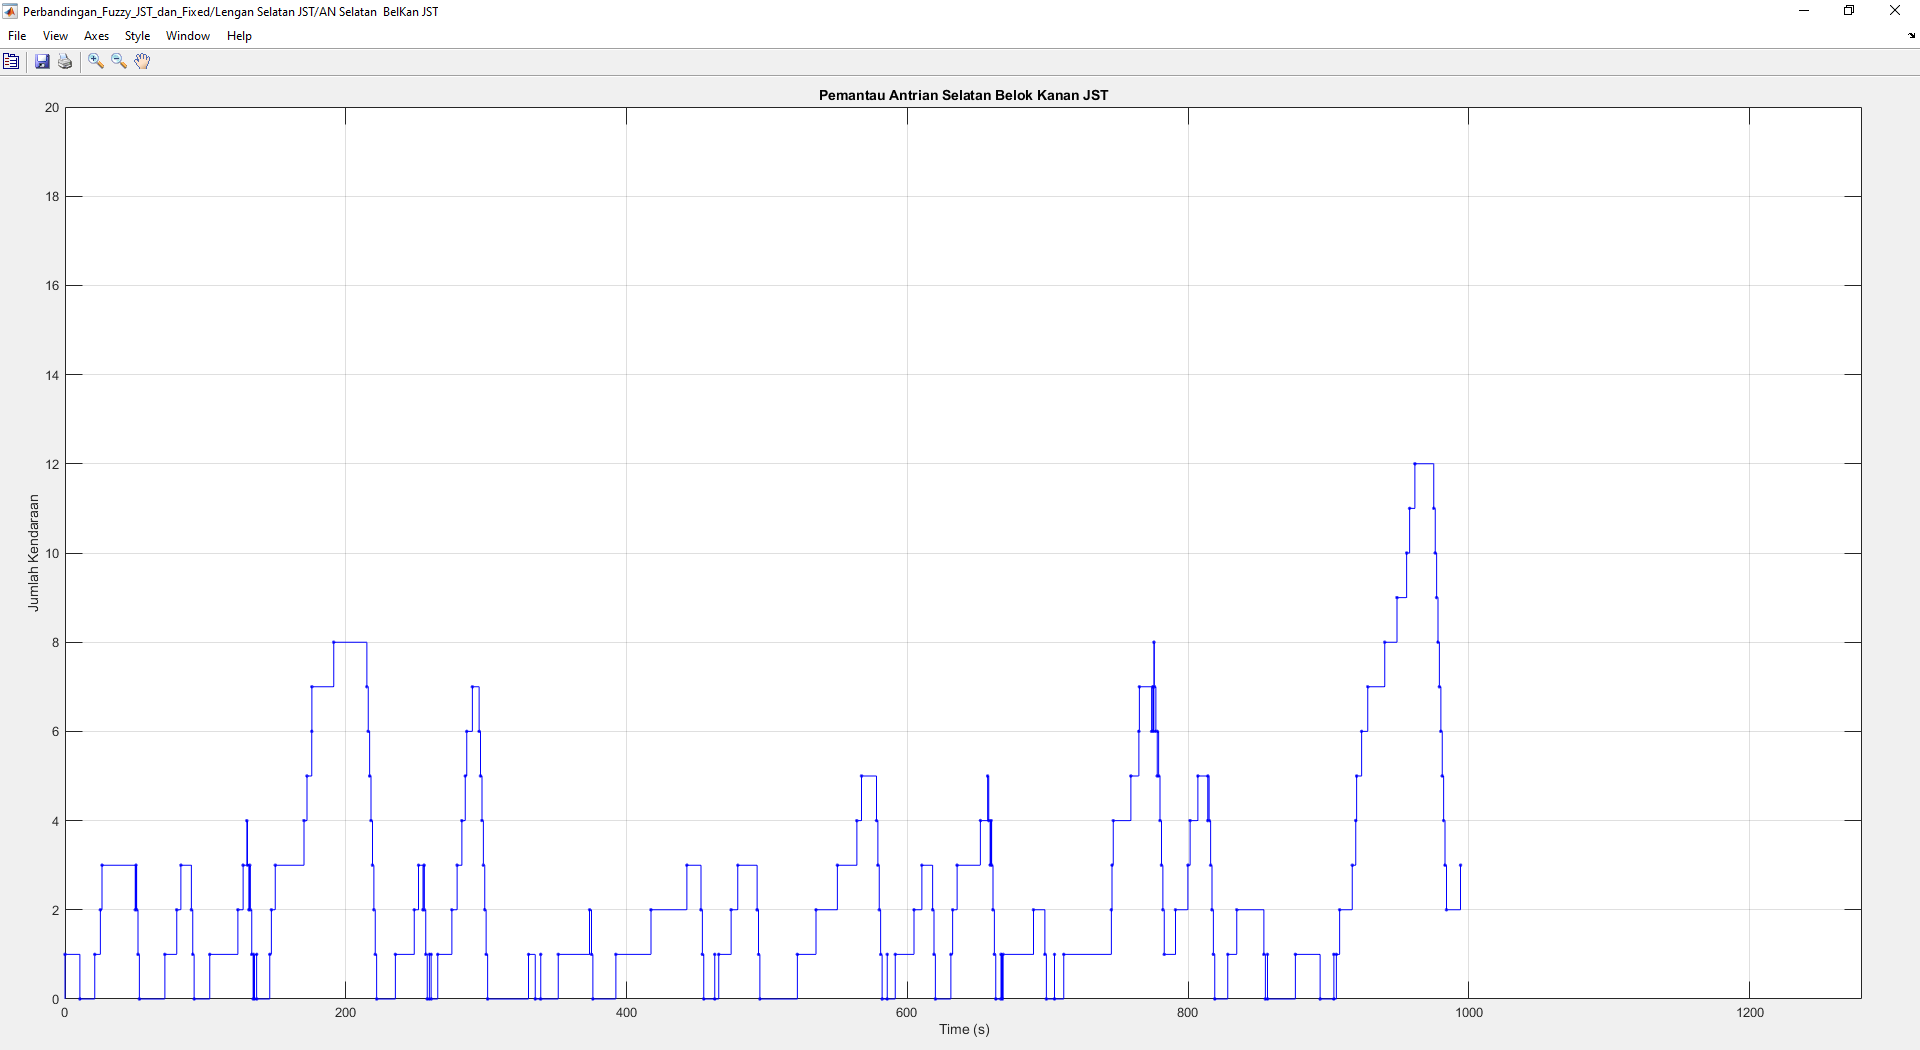 Perbandingan_Fuzzy_JST_dan_Fixed/Lengan Selatan JST/AN Selatan  BelKan JST
File View Axes Style Window Help
Pemantau Antrian Selatan Belok Kanan JST
20
18
16
14
12
10
8
6
4
2
0
Jumlah Kendaraan
0 200 400 600 800 1000 1200
Time (s)